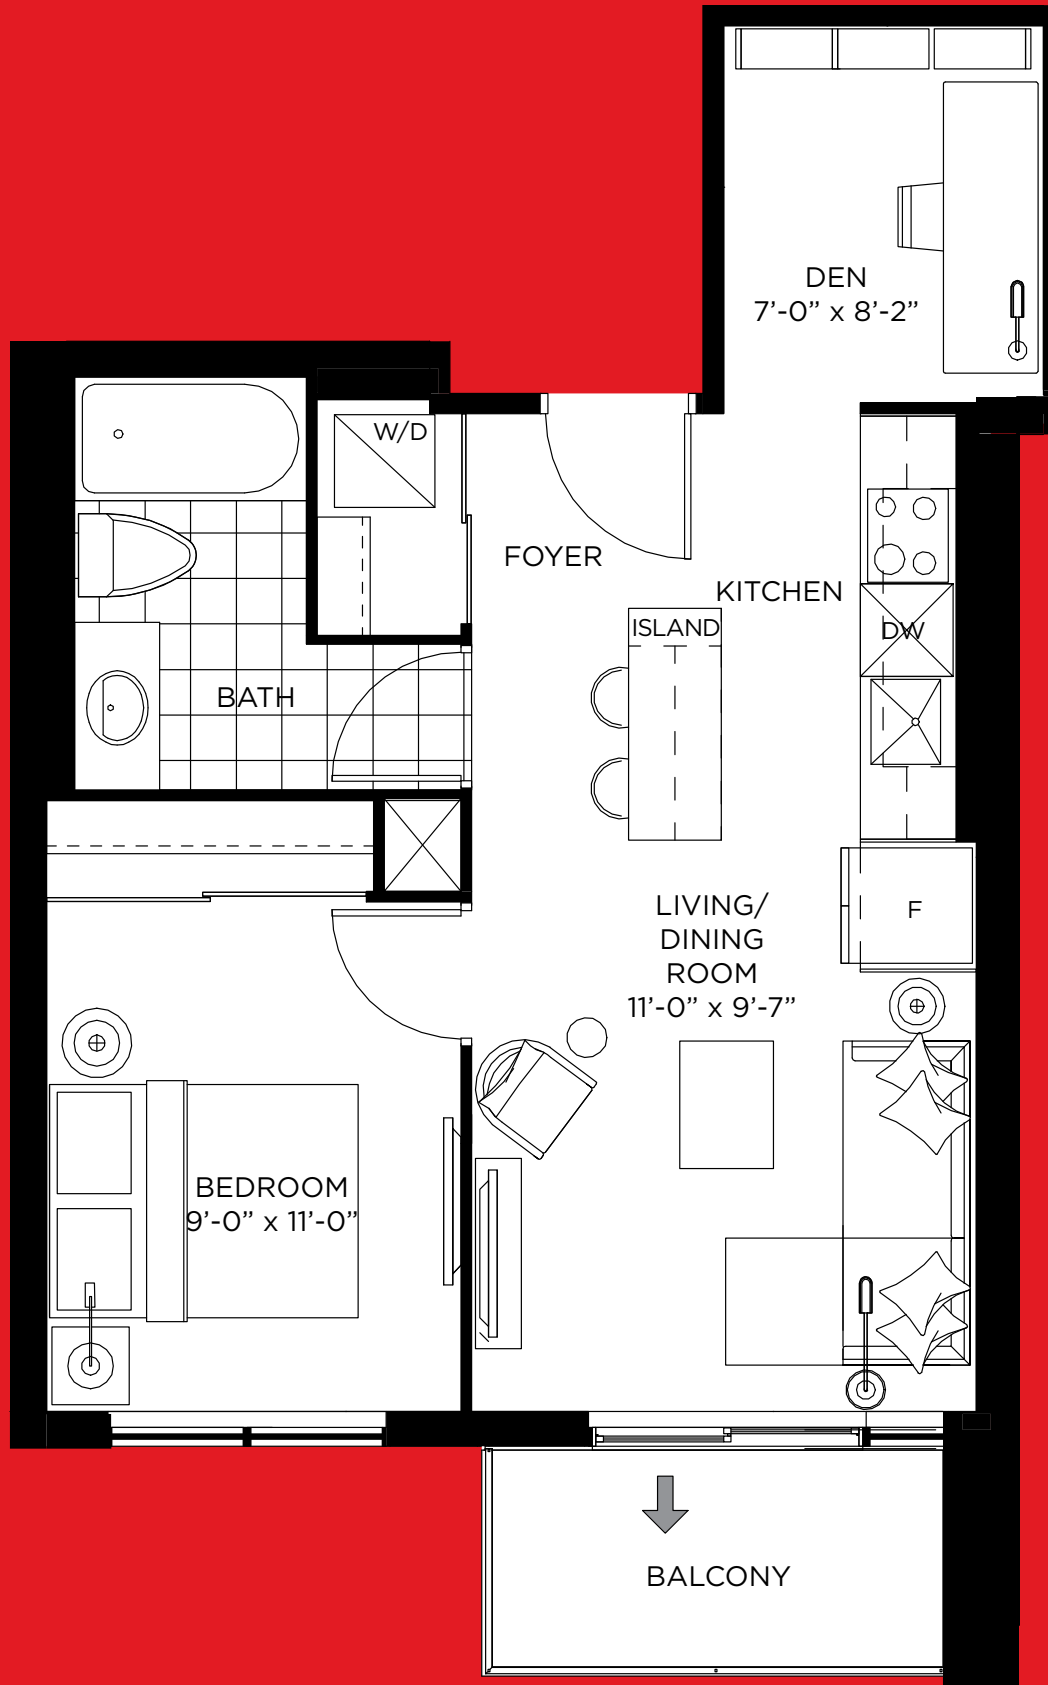 DEN
7’-0” x 8’-2”
W/D
FOYER
KITCHEN
ISLAND
DW
BATH
LIVING/
DINING
ROOM
11’-0” x 9’-7”
F
BEDROOM
9’-0” x 11’-0”
BALCONY